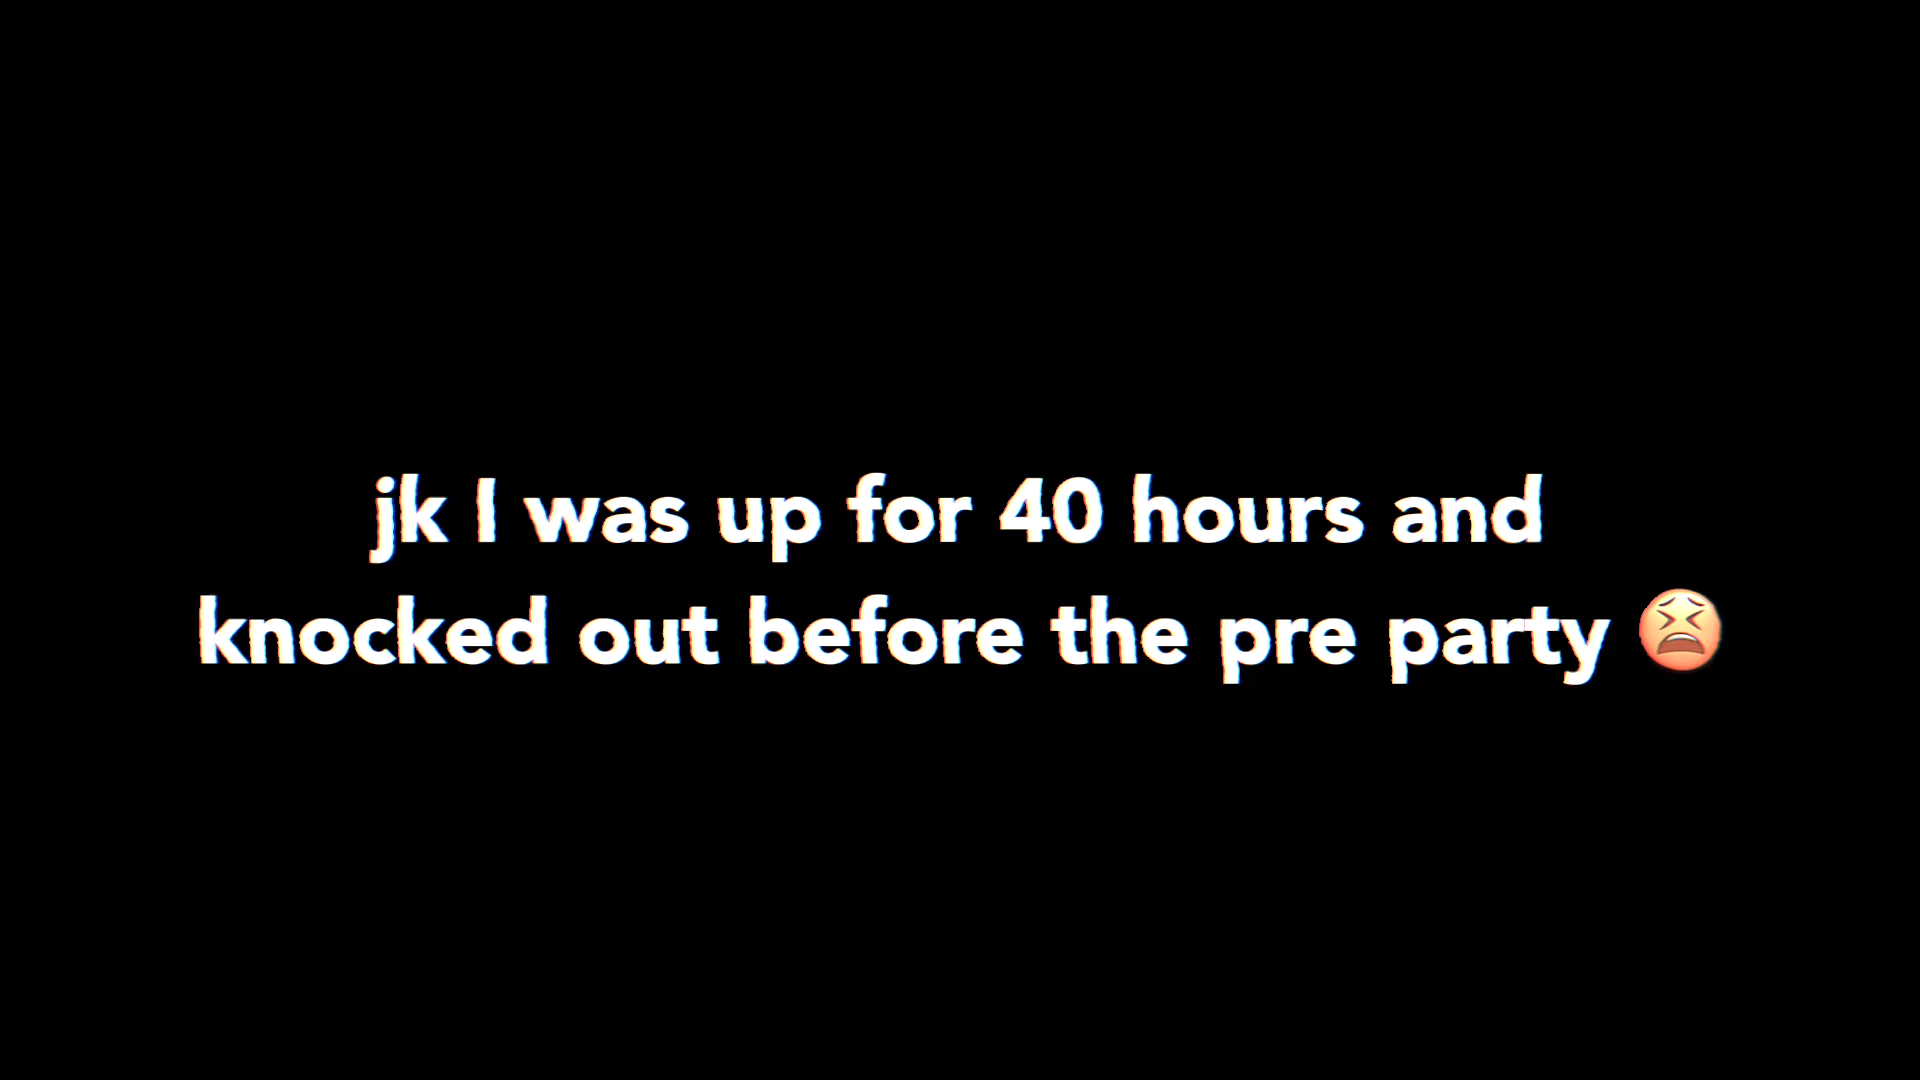 jk I was up for 40 hours and
knocked out before the pre party 😫